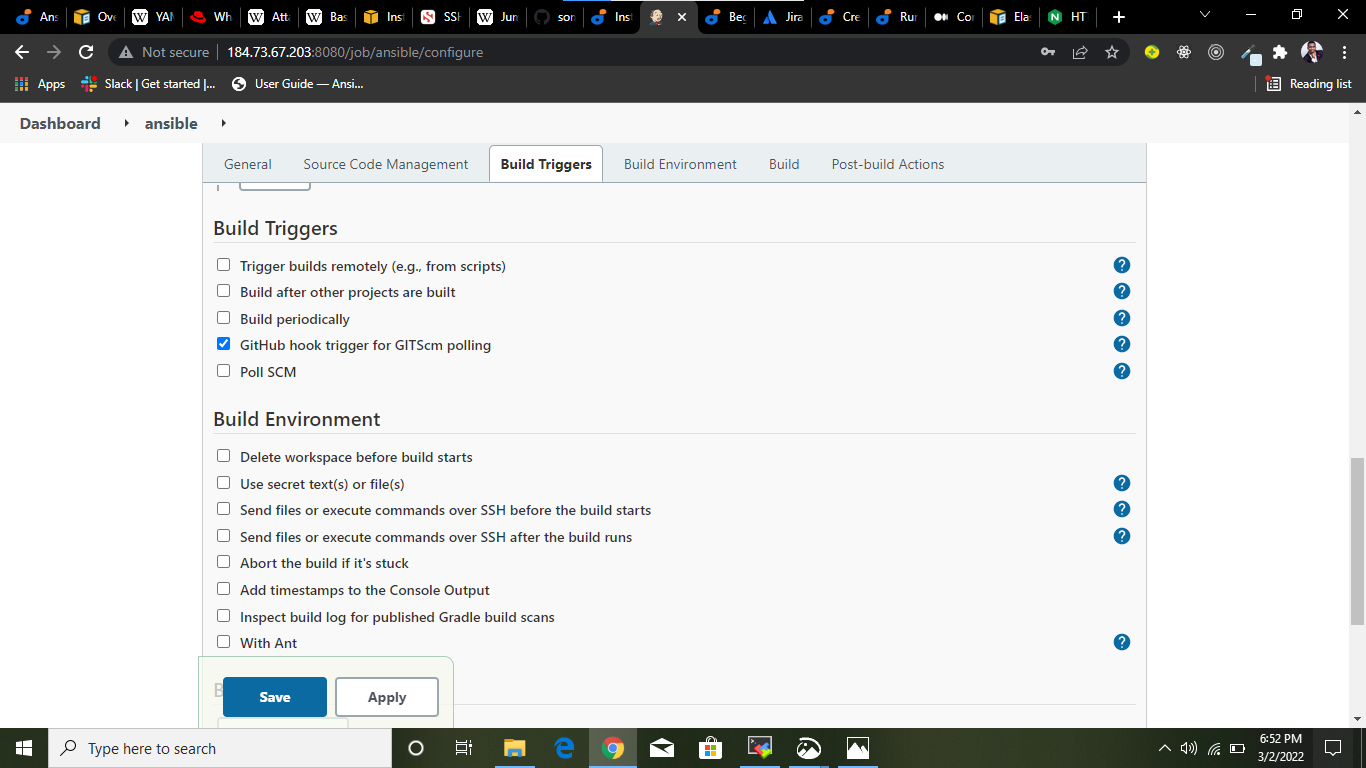 Ans Ove YAM Wh Atta Bas Inst SSH Jun son Inst Beg Jira Cre Rur Cor Elas HT
Not secure 184.73.67.203:8080/job/ansible/configure
Apps Slack | Get started |... User Guide — Ansi... Reading list
Dashboard ansible
General Source Code Management Build Triggers Build Environment Build Post-build Actions
Build Triggers
Trigger builds remotely (e.g., from scripts) ?
Build after other projects are built ?
Build periodically ?
GitHub hook trigger for GITScm polling ?
Poll SCM ?
Build Environment
Delete workspace before build starts
Use secret text(s) or file(s) ?
Send files or execute commands over SSH before the build starts ?
Send files or execute commands over SSH after the build runs ?
Abort the build if it's stuck
Add timestamps to the Console Output
Inspect build log for published Gradle build scans
With Ant ?
Save Apply
Type here to search
6:52 PM
3/2/2022